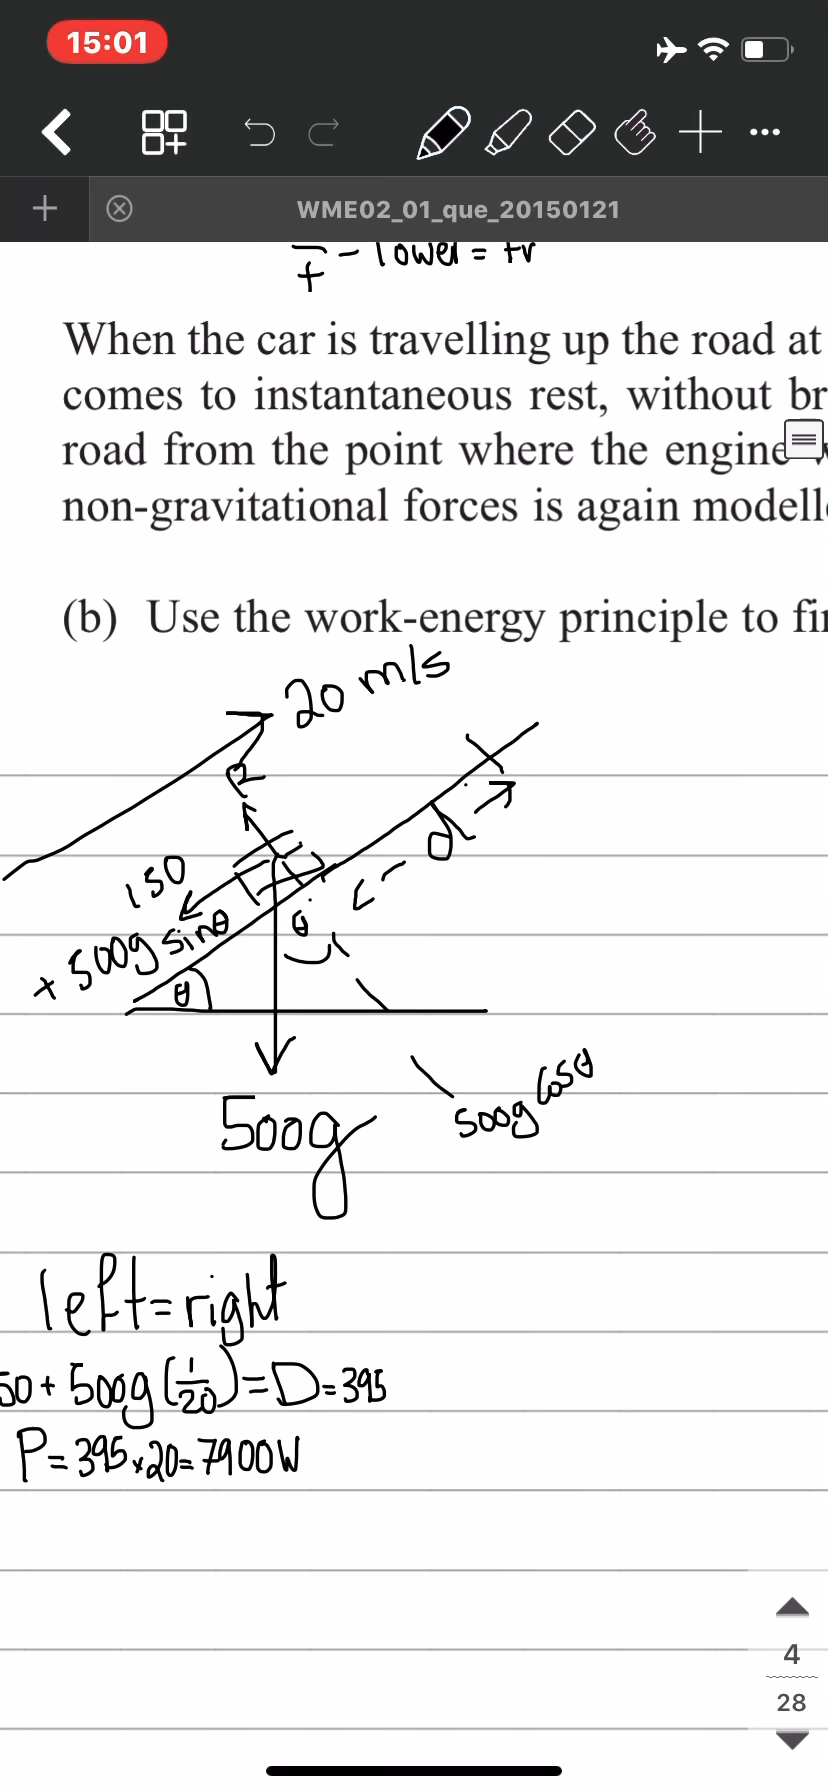 15:01
WME02_01_que_20150121
When the car is travelling up the road at
comes to instantaneous rest, without br
road from the point where the engine
non-gravitational forces is again modell
(b) Use the work-energy principle to fi
20 m/s
R
150
+ 500g sinθ
d
θ
θ
500g
500g cosθ
left = right
50 + 500g (1/20) = D = 395
P = 395 × 20 = 7900W
4
28